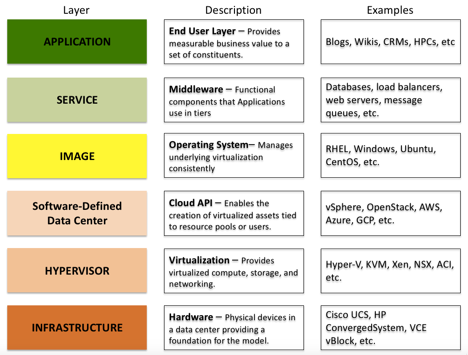 Layer Description Examples
APPLICATION
End User Layer – Provides
measurable business value to a
set of constituents.
Blogs, Wikis, CRMs, HPCs, etc
SERVICE
Middleware – Functional
components that Applications
use in tiers
Databases, load balancers,
web servers, message
queues, etc.
IMAGE
Operating System– Manages
underlying virtualization
consistently
RHEL, Windows, Ubuntu,
CentOS, etc.
Software-Defined
Data Center
Cloud API – Enables the
creation of virtualized assets tied
to resource pools or users.
vSphere, OpenStack, AWS,
Azure, GCP, etc.
HYPERVISOR
Virtualization – Provides
virtualized compute, storage, and
networking.
Hyper-V, KVM, Xen, NSX, ACI,
etc.
INFRASTRUCTURE
Hardware – Physical devices in
a data center providing a
foundation for the model.
Cisco UCS, HP
ConvergedSystem, VCE
vBlock, etc.